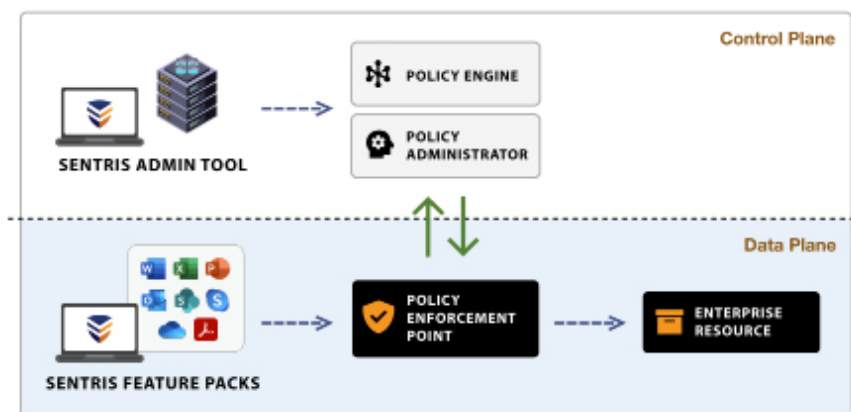 Control Plane
POLICY ENGINE
POLICY
ADMINISTRATOR
SENTRIS ADMIN TOOL
Data Plane
W
X
P
O
S
S
POLICY
ENFORCEMENT
POINT
ENTERPRISE
RESOURCE
SENTRIS FEATURE PACKS